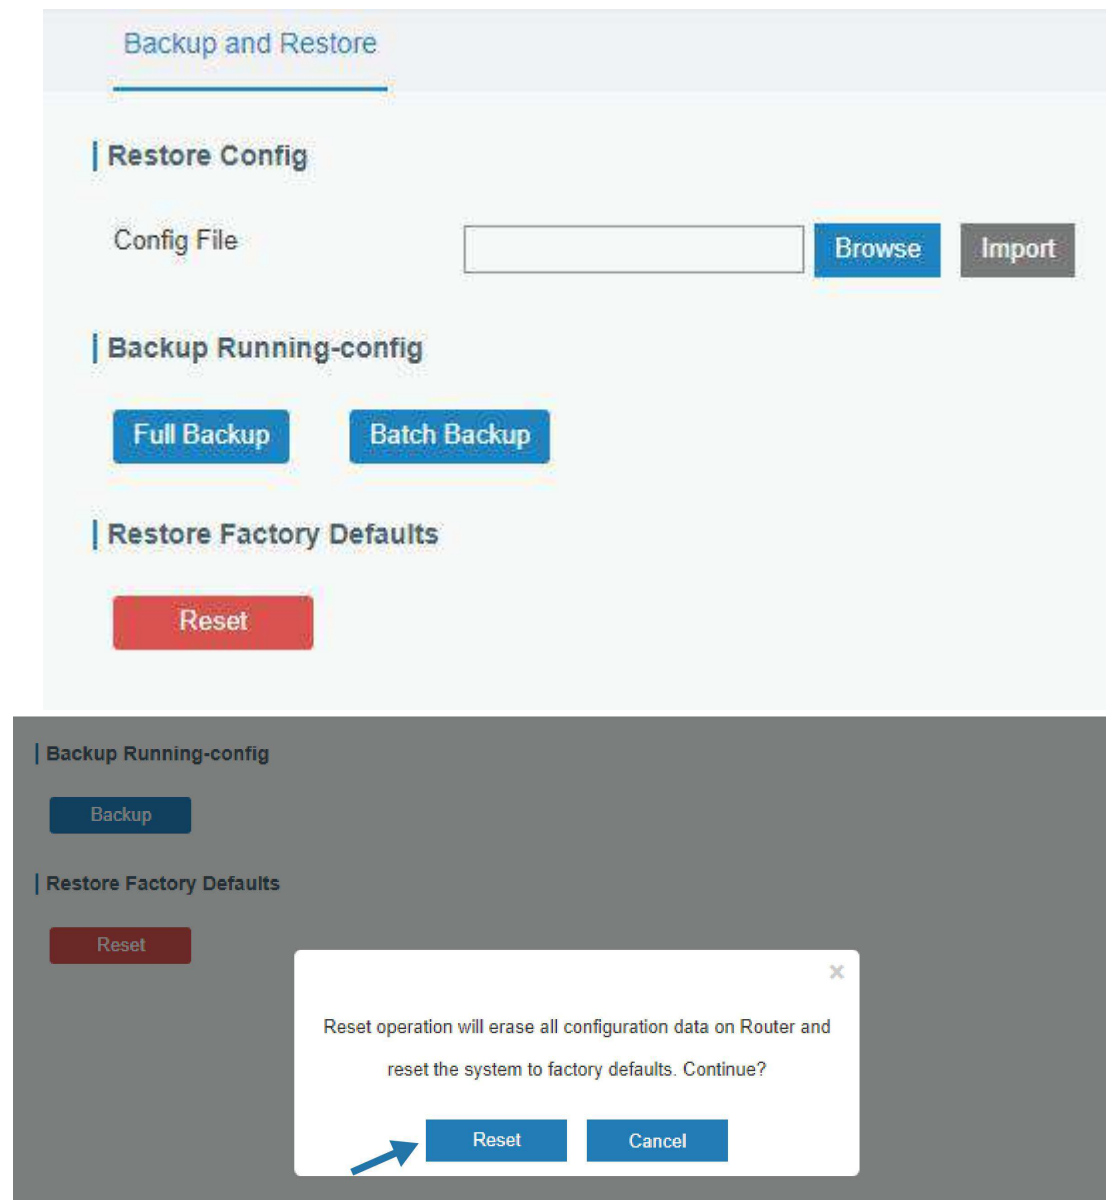 Backup and Restore
Restore Config
Config File
Browse
Import
Backup Running-config
Full Backup
Batch Backup
Restore Factory Defaults
Reset
Backup Running-config
Backup
Restore Factory Defaults
Reset
×
Reset operation will erase all configuration data on Router and
reset the system to factory defaults. Continue?
Reset
Cancel